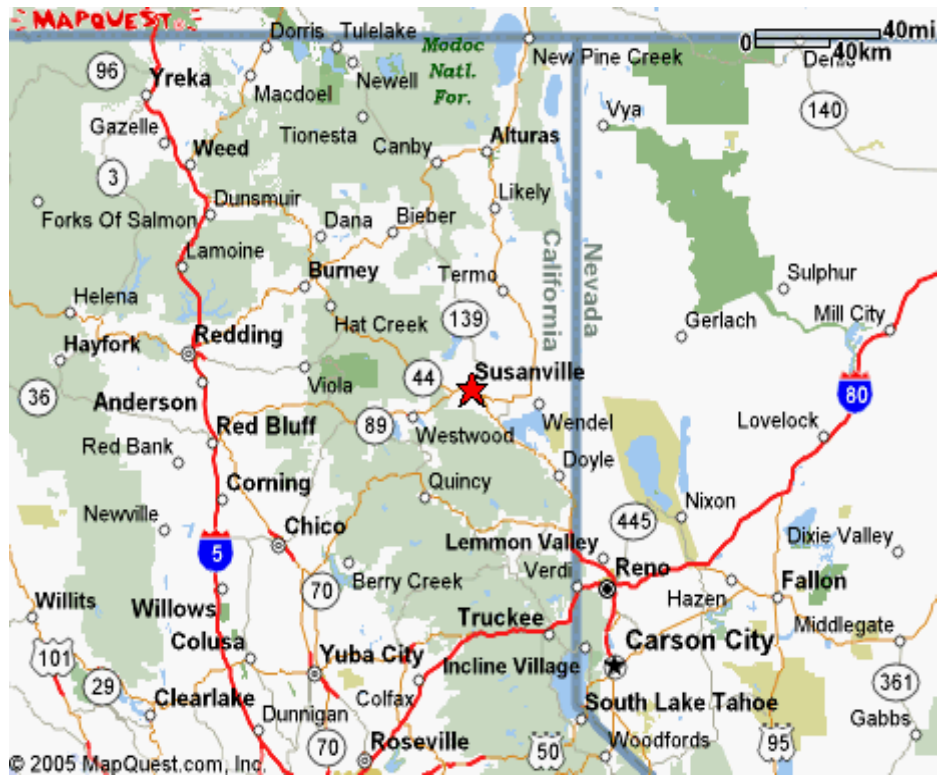 MAPQUEST
40mi
0
40km
Dorris
Tulelake
Modoc
Natl.
For.
New Pine Creek
Denio
96
Yreka
Newell
Macdoel
Vya
140
Gazelle
Tionesta
Canby
Alturas
Weed
3
Likely
Forks Of Salmon
Dunsmuir
Dana
Bieber
Lamoine
Burney
Termo
California
Nevada
Sulphur
Helena
Hat Creek
139
Gerlach
Mill City
Redding
Hayfork
Viola
44
Susanville
36
Anderson
89
Westwood
Wendel
80
Red Bluff
Lovelock
Red Bank
Doyle
Corning
Quincy
Nixon
Newville
Chico
445
Dixie Valley
5
Lemmon Valley
70
Berry Creek
Verdi
Reno
Willits
Willows
Hazen
Fallon
Colusa
Truckee
Middlegate
101
Yuba City
Incline Village
Carson City
29
Clearlake
Colfax
361
Dunnigan
South Lake Tahoe
Gabbs
70
Roseville
50
Woodfords
95
© 2005 MapQuest.com, Inc.